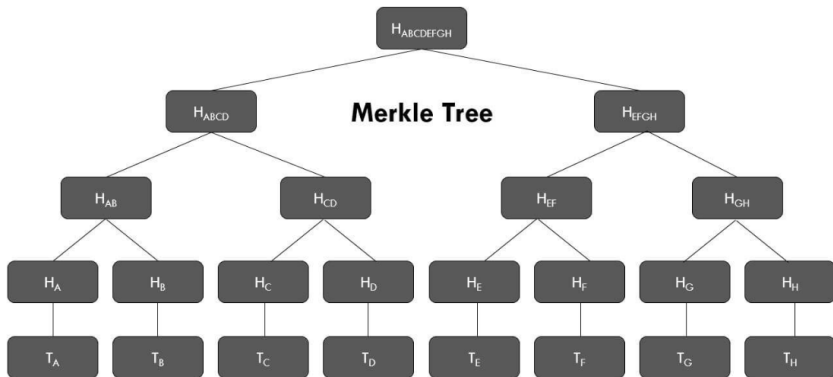 H_ABCDEFGH
H_ABCD
Merkle Tree
H_EFGH
H_AB
H_CD
H_EF
H_GH
H_A
H_B
H_C
H_D
H_E
H_F
H_G
H_H
T_A
T_B
T_C
T_D
T_E
T_F
T_G
T_H